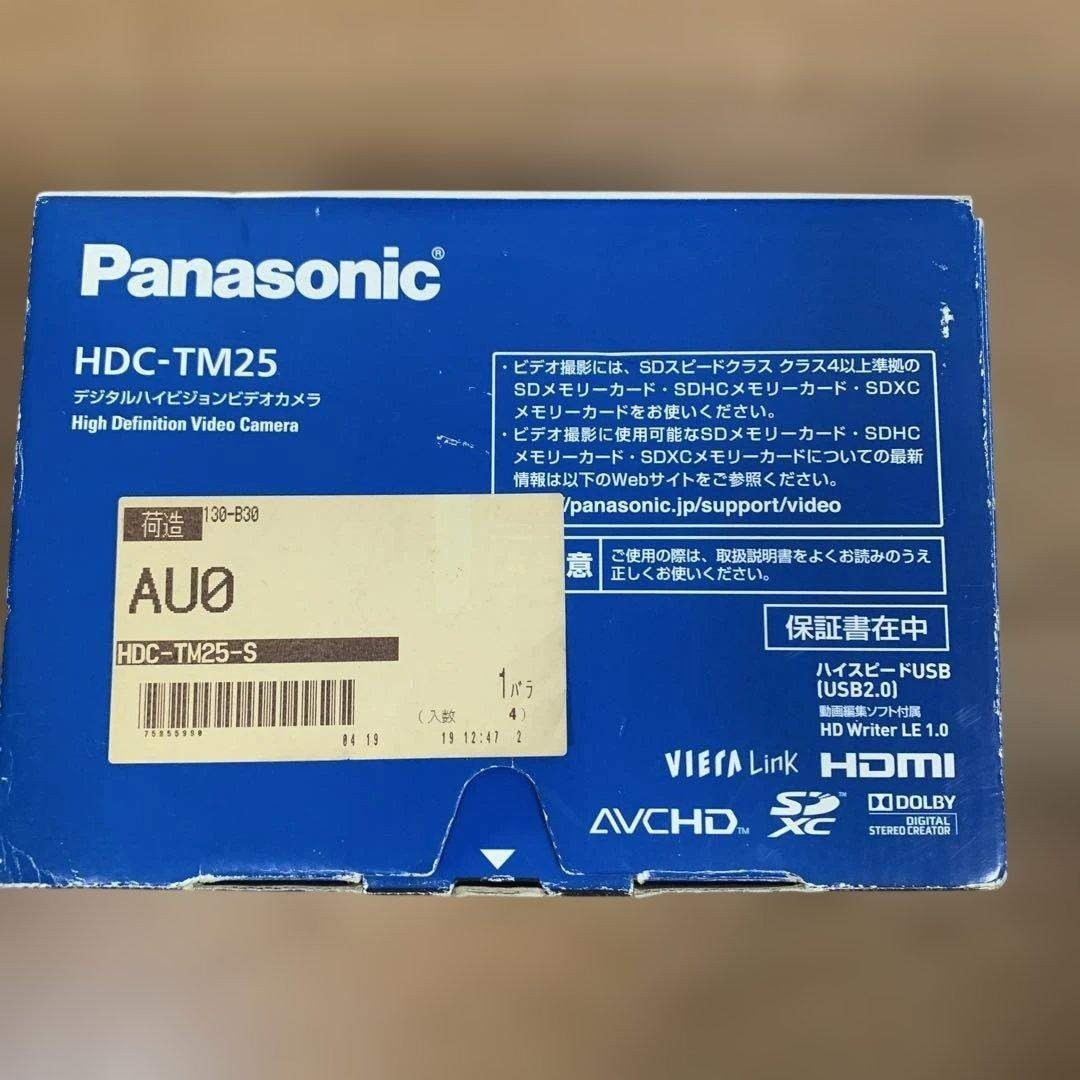 Panasonic®
HDC-TM25
デジタルハイビジョンビデオカメラ
High Definition Video Camera
・ビデオ撮影には、SDスピードクラス クラス4以上準拠の
SDメモリーカード・SDHCメモリーカード・SDXC
メモリーカードをお使いください。
・ビデオ撮影に使用可能なSDメモリーカード・SDHC
メモリーカード・SDXCメモリーカードについての最新
情報は以下のWebサイトをご参照ください。
/panasonic.jp/support/video
意
ご使用の際は、取扱説明書をよくお読みのうえ
正しくお使いください。
保証書在中
ハイスピードUSB
(USB2.0)
動画編集ソフト付属
HD Writer LE 1.0
VIERA Link HDMI
AVCHD™ SDXC™ DOLBY
DIGITAL
STEREO CREATOR
荷造 130-B30
AU0
HDC-TM25-S
1バラ
(入数 4)
04 19 19 12:47 2